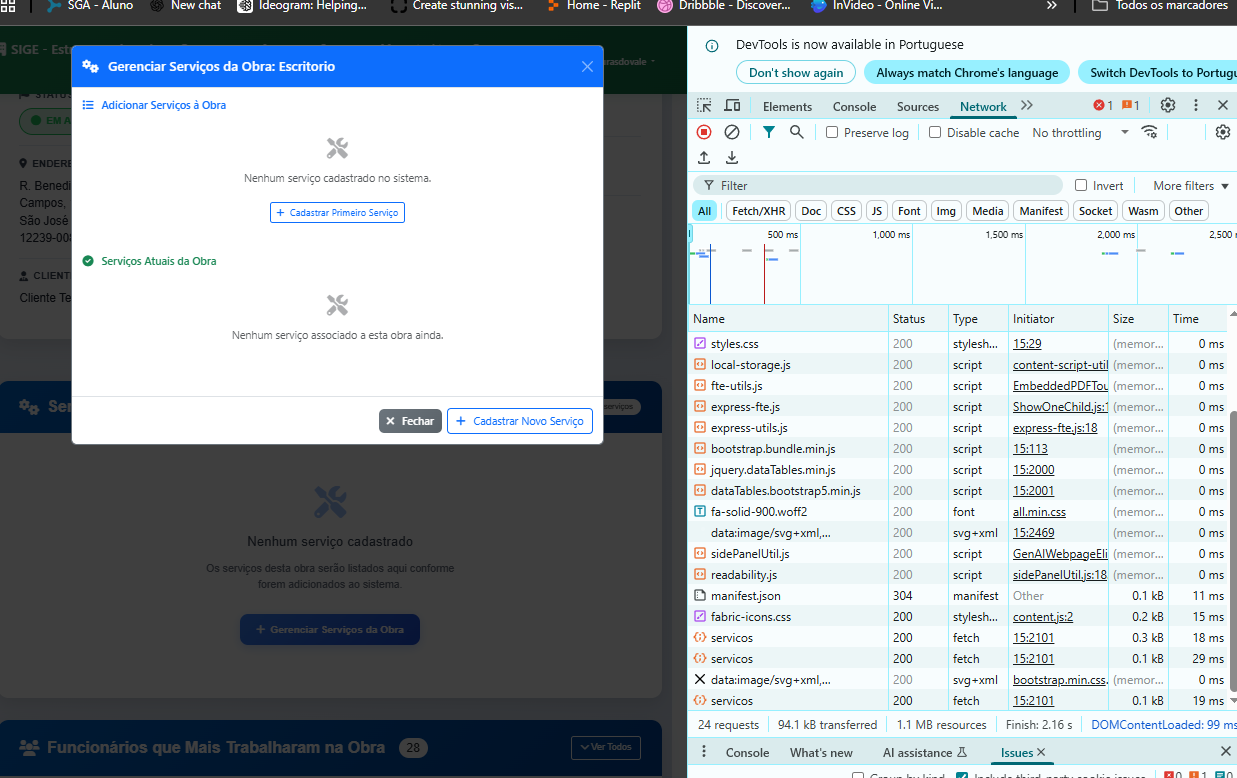 SGA - Aluno
New chat
Ideogram: Helping...
Create stunning vis...
Home - Replit
Dribbble - Discover...
InVideo - Online Vi...
Todos os marcadores
SIGE - Est
arasdovale
Gerenciar Serviços da Obra: Escritorio
Adicionar Serviços à Obra
Nenhum serviço cadastrado no sistema.
+ Cadastrar Primeiro Serviço
Serviços Atuais da Obra
Nenhum serviço associado a esta obra ainda.
Fechar
+ Cadastrar Novo Serviço
STATUS
EM A
ENDERE
R. Benedi
Campos,
São José
12239-008
CLIENT
Cliente Te
Ser
serviços
Nenhum serviço cadastrado
Os serviços desta obra serão listados aqui conforme
forem adicionados ao sistema.
+ Gerenciar Serviços da Obra
Funcionários que Mais Trabalharam na Obra 28
Ver Todos
DevTools is now available in Portuguese
Don't show again
Always match Chrome's language
Switch DevTools to Portugu
Elements Console Sources Network 1 1
Preserve log Disable cache No throttling
Filter Invert More filters
All Fetch/XHR Doc CSS JS Font Img Media Manifest Socket Wasm Other
500 ms 1,000 ms 1,500 ms 2,000 ms 2,500
Name Status Type Initiator Size Time
styles.css 200 stylesh... 15:29 (memor... 0 ms
local-storage.js 200 script content-script-util (memor... 0 ms
fte-utils.js 200 script EmbeddedPDFTou (memor... 0 ms
express-fte.js 200 script ShowOneChild.js:1 (memor... 0 ms
express-utils.js 200 script express-fte.js:18 (memor... 0 ms
bootstrap.bundle.min.js 200 script 15:113 (memor... 0 ms
jquery.dataTables.min.js 200 script 15:2000 (memor... 0 ms
dataTables.bootstrap5.min.js 200 script 15:2001 (memor... 0 ms
fa-solid-900.woff2 200 font all.min.css (memor... 0 ms
data:image/svg+xml,... 200 svg+xml 15:2469 (memor... 0 ms
sidePanelUtil.js 200 script GenAIWebpageEli (memor... 0 ms
readability.js 200 script sidePanelUtil.js:18 (memor... 0 ms
manifest.json 304 manifest Other 0.1 kB 11 ms
fabric-icons.css 200 stylesh... content.js:2 0.2 kB 15 ms
servicos 200 fetch 15:2101 0.3 kB 18 ms
servicos 200 fetch 15:2101 0.1 kB 29 ms
data:image/svg+xml,... 200 svg+xml bootstrap.min.css. (memor... 0 ms
servicos 200 fetch 15:2101 0.1 kB 19 ms
24 requests 94.1 kB transferred 1.1 MB resources Finish: 2.16 s DOMContentLoaded: 99 ms
Console What's new AI assistance Issues
Group by kind Include third-party cookie issues 0 1 0